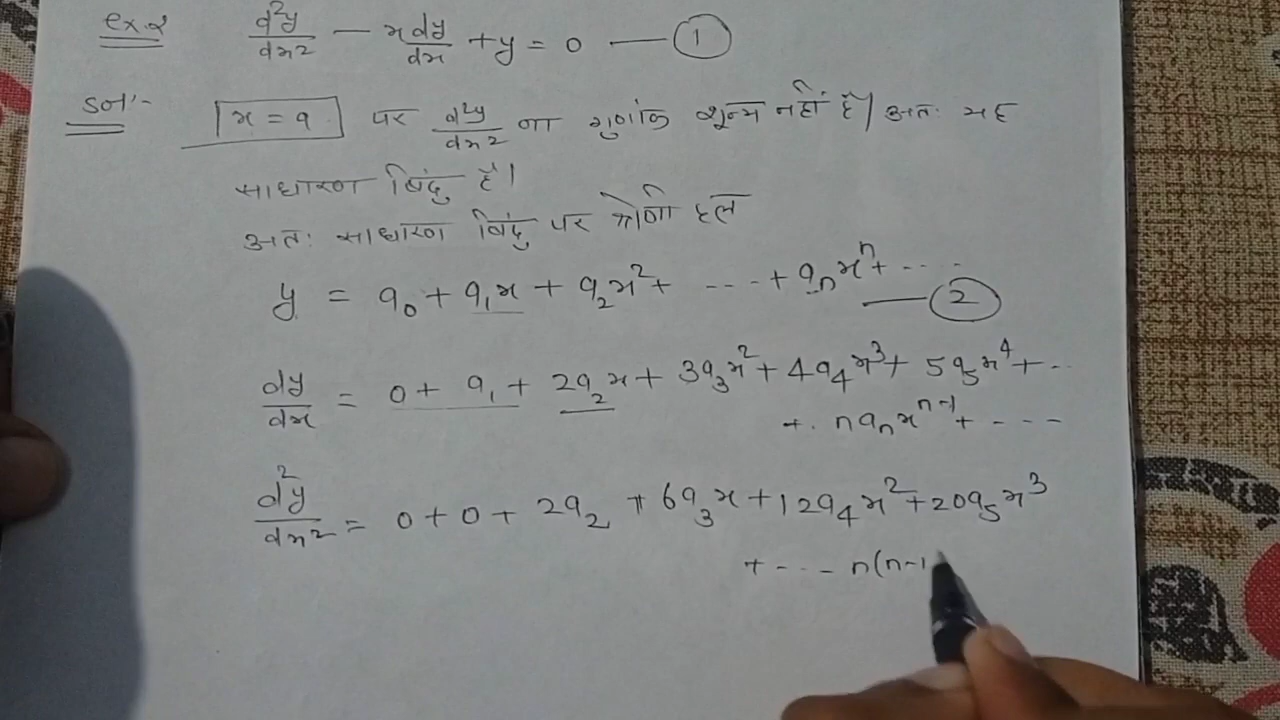 ex.2 d²y/dx² - x dy/dx + y = 0 — ①
Sol:- x = a पर d²y/dx² का गुणांक शून्य नहीं है। अतः यह
साधारण बिंदु है।
अतः साधारण बिंदु पर श्रेणी हल
y = a₀ + a₁x + a₂x² + ---- + aₙxⁿ + ---- — ②
dy/dx = 0 + a₁ + 2a₂x + 3a₃x² + 4a₄x³ + 5a₅x⁴ + --
+. naₙxⁿ⁻¹ + - - -
d²y/dx² = 0 + 0 + 2a₂ + 6a₃x + 12a₄x² + 20a₅x³
+ --- n(n-1